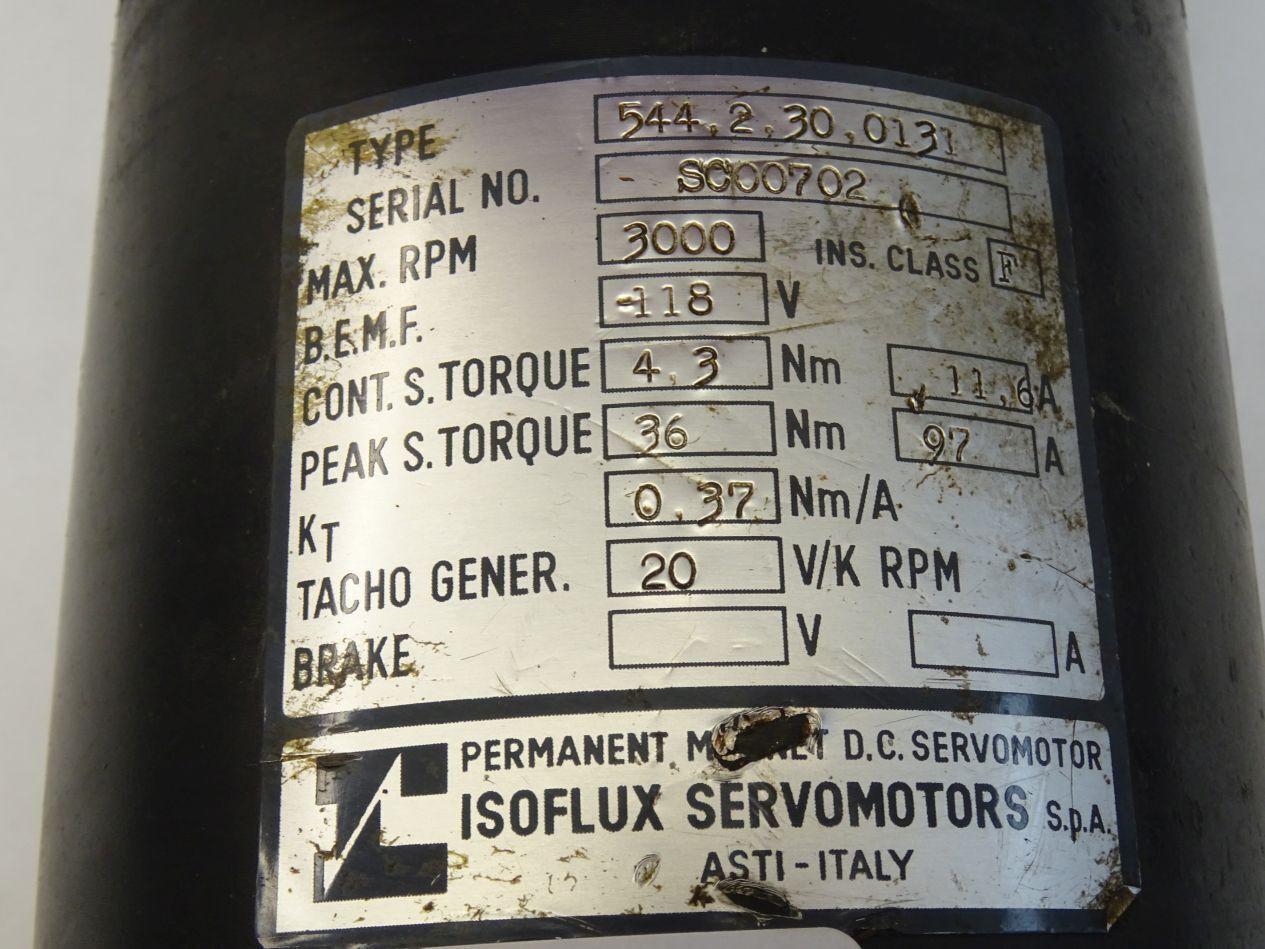 TYPE 544.2.30.0131
SERIAL NO. SC00702
MAX. RPM 3000 INS. CLASS F
B.E.M.F. 118 V
CONT. S. TORQUE 4.3 Nm 11.6 A
PEAK S. TORQUE 36 Nm 97 A
KT 0.37 Nm/A
TACHO GENER. 20 V/K RPM
BRAKE V A
PERMANENT D.C. SERVOMOTOR
ISOFLUX SERVOMOTORS S.p.A.
ASTI-ITALY